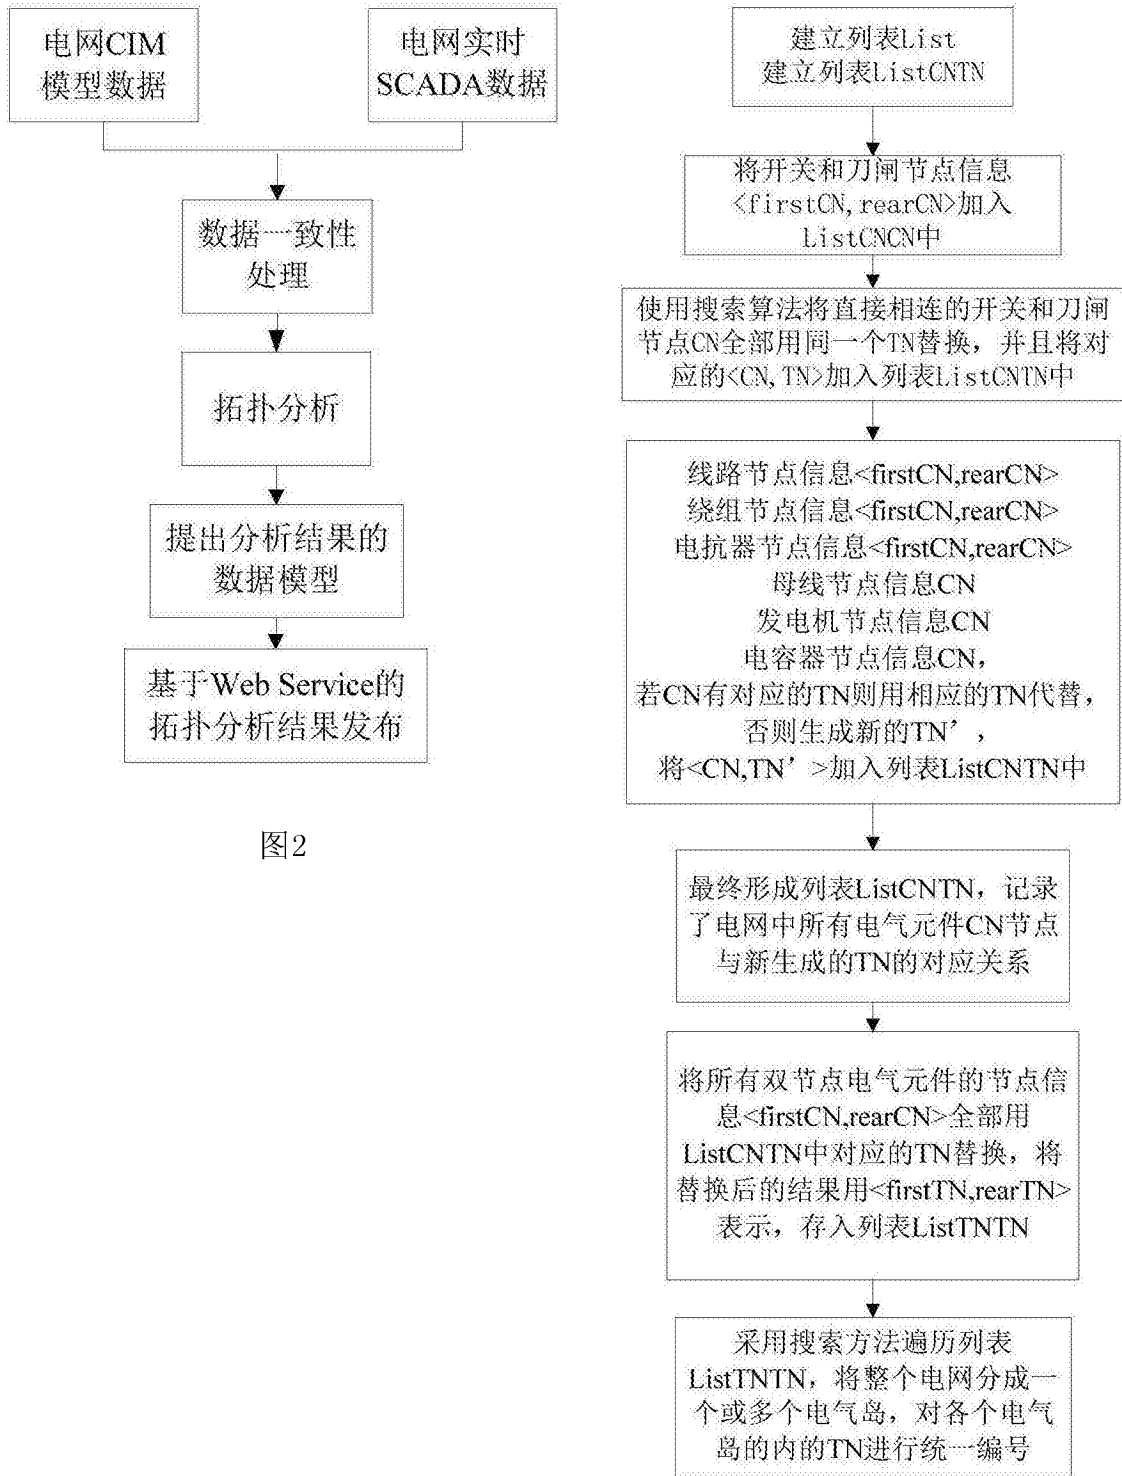 电网CIM
模型数据
电网实时
SCADA数据
数据一致性
处理
拓扑分析
提出分析结果的
数据模型
基于Web Service的
拓扑分析结果发布
图2
建立列表List
建立列表ListCNTN
将开关和刀闸节点信息
<firstCN,rearCN>加入
ListCNCN中
使用搜索算法将直接相连的开关和刀闸
节点CN全部用同一个TN替换，并且将对
应的<CN,TN>加入列表ListCNTN中
线路节点信息<firstCN,rearCN>
绕组节点信息<firstCN,rearCN>
电抗器节点信息<firstCN,rearCN>
母线节点信息CN
发电机节点信息CN
电容器节点信息CN，
若CN有对应的TN则用相应的TN代替，
否则生成新的TN’，
将<CN,TN’>加入列表ListCNTN中
最终形成列表ListCNTN，记录
了电网中所有电气元件CN节点
与新生成的TN的对应关系
将所有双节点电气元件的节点信
息<firstCN,rearCN>全部用
ListCNTN中对应的TN替换，将
替换后的结果用<firstTN,rearTN>
表示，存入列表ListTNTN
采用搜索方法遍历列表
ListTNTN，将整个电网分成一
个或多个电气岛，对各个电气
岛的内的TN进行统一编号